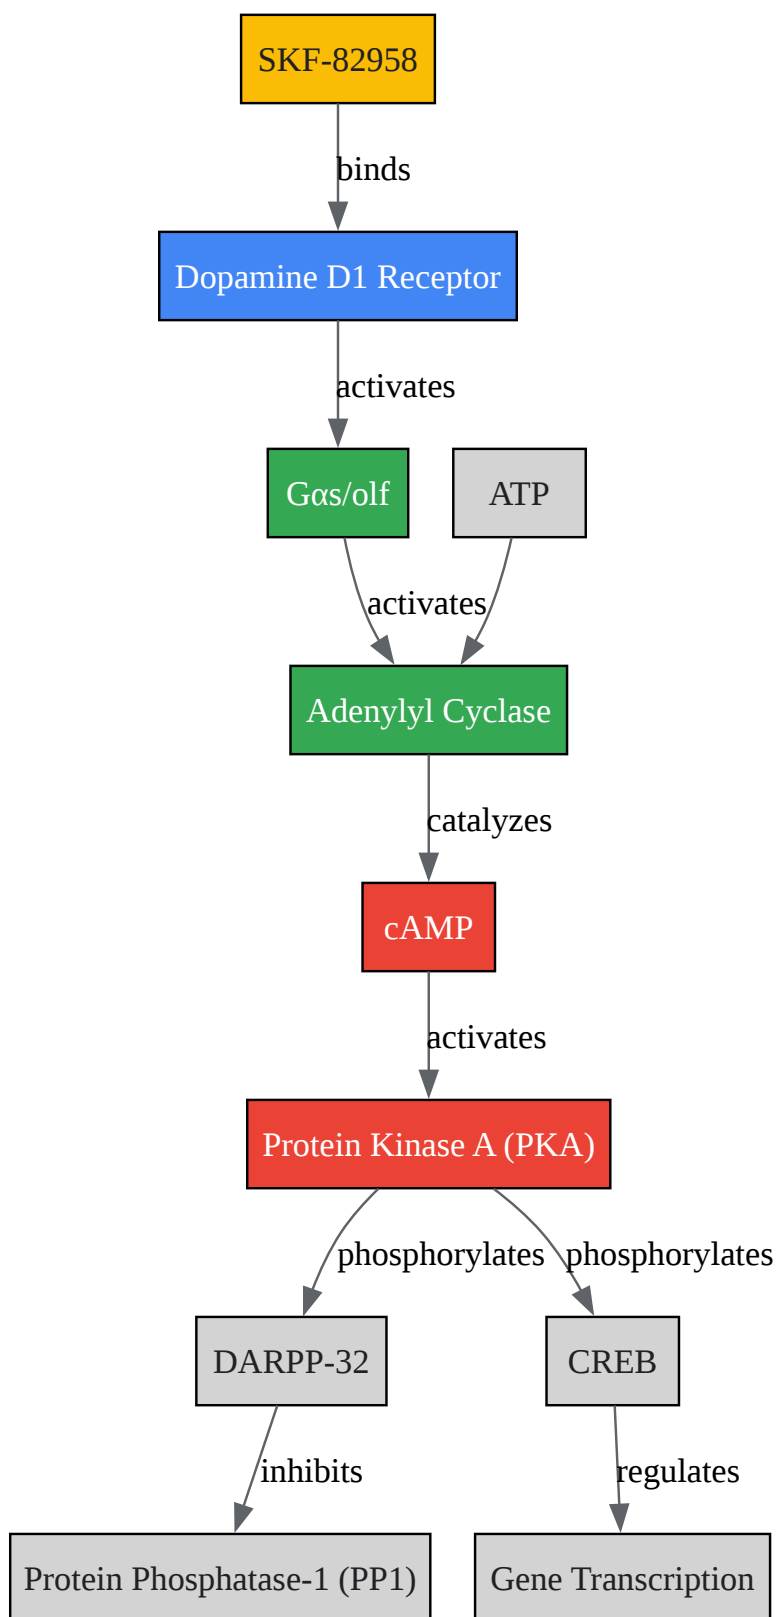 SKF-82958
binds
Dopamine D1 Receptor
activates
Gαs/olf
ATP
activates
Adenylyl Cyclase
catalyzes
cAMP
activates
Protein Kinase A (PKA)
phosphorylates
phosphorylates
DARPP-32
CREB
inhibits
regulates
Protein Phosphatase-1 (PP1)
Gene Transcription